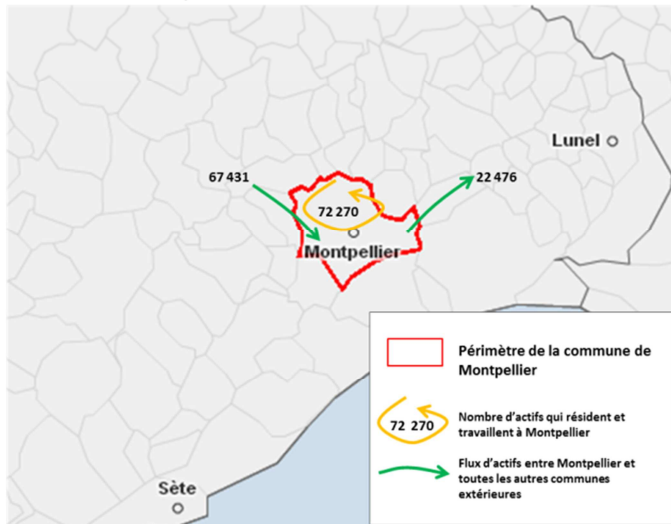 Lunel
67 431
22 476
72 270
Montpellier
Périmètre de la commune de
Montpellier
72 270
Nombre d'actifs qui résident et
travaillent à Montpellier
Flux d'actifs entre Montpellier et
toutes les autres communes
extérieures
Sète